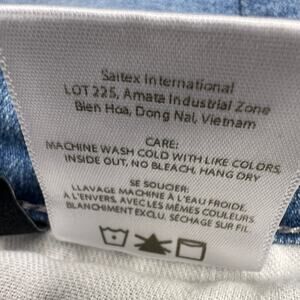 Saitex International
LOT 225, Amata Industrial Zone
Bien Hoa, Dong Nai, Vietnam
CARE:
MACHINE WASH COLD WITH LIKE COLORS,
INSIDE OUT, NO BLEACH, HANG DRY
SE SOUCIER:
LLAVAGE MACHINE À L'EAU FROIDE,
À L'ENVERS, AVEC LES MÊMES COULEURS,
BLANCHIMENT EXCLU, SÉCHAGE SUR FIL.